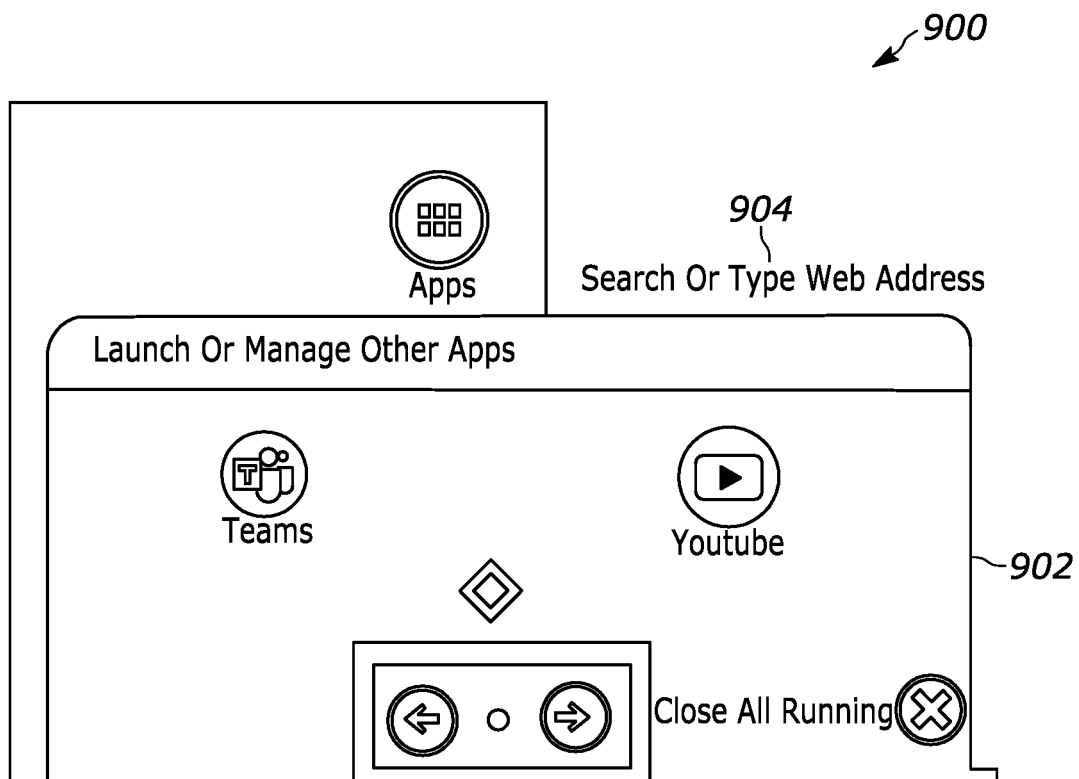 900
904
Search Or Type Web Address
Apps
Launch Or Manage Other Apps
T
Teams
Youtube
902
Close All Running